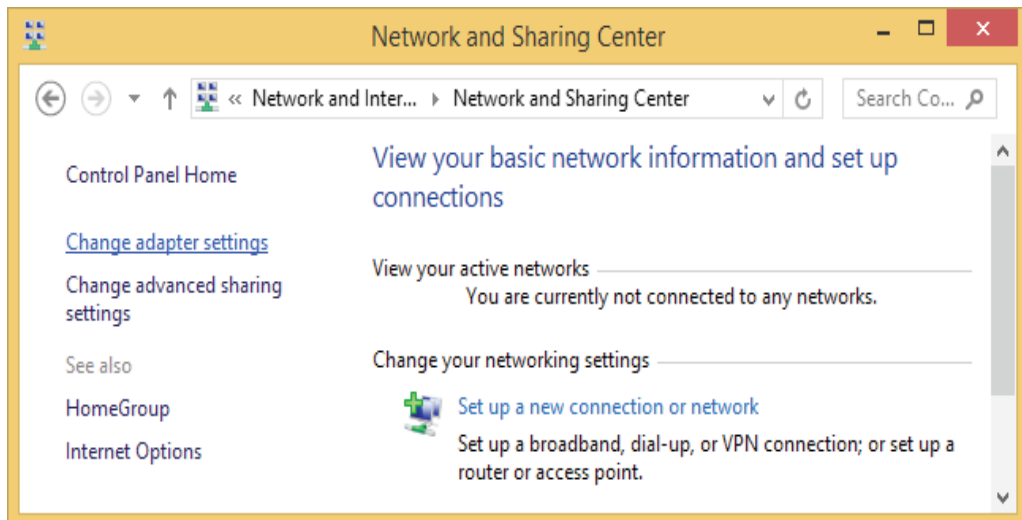 Network and Sharing Center
« Network and Inter... ▸ Network and Sharing Center
Search Co...
Control Panel Home
Change adapter settings
Change advanced sharing
settings
See also
HomeGroup
Internet Options
View your basic network information and set up
connections
View your active networks
You are currently not connected to any networks.
Change your networking settings
Set up a new connection or network
Set up a broadband, dial-up, or VPN connection; or set up a
router or access point.